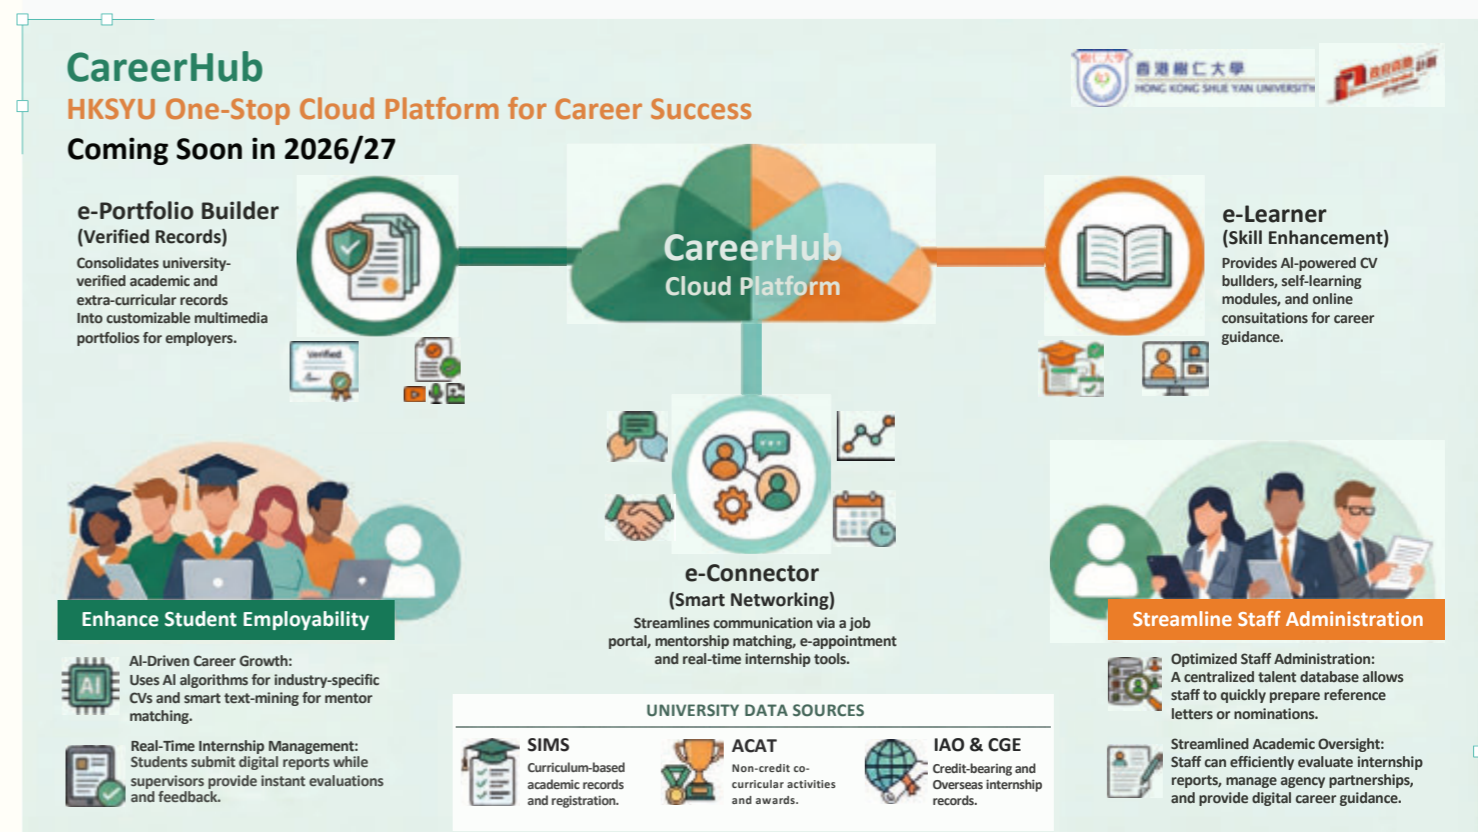 CareerHub
HKSYU One-Stop Cloud Platform for Career Success
Coming Soon in 2026/27
香港樹仁大學
HONG KONG SHUE YAN UNIVERSITY
e-Portfolio Builder
(Verified Records)
Consolidates university-
verified academic and
extra-curricular records
Into customizable multimedia
portfolios for employers.
Verified
CareerHub
Cloud Platform
e-Learner
(Skill Enhancement)
Provides AI-powered CV
bullders, self-learning
modules, and online
consuitations for career
guidance.
e-Connector
(Smart Networking)
Streamlines communication via a job
portal, mentorship matching, e-appointment
and real-time internship tools.
Enhance Student Employability
AI
AI-Driven Career Growth:
Uses AI algorithms for industry-specific
CVs and smart text-mining for mentor
matching.
Real-Time Internship Management:
Students submit digital reports while
supervisors provide instant evaluations
and feedback.
UNIVERSITY DATA SOURCES
SIMS
Curriculum-based
academic records
and registration.
ACAT
Non-credit co-
curricular activities
and awards.
IAO & CGE
Credit-bearing and
Overseas internship
records.
Streamline Staff Administration
Optimized Staff Administration:
A centralized talent database allows
staff to quickly prepare reference
letters or nominations.
Streamlined Academic Oversight:
Staff can efficiently evaluate internship
reports, manage agency partnerships,
and provide digital career guidance.